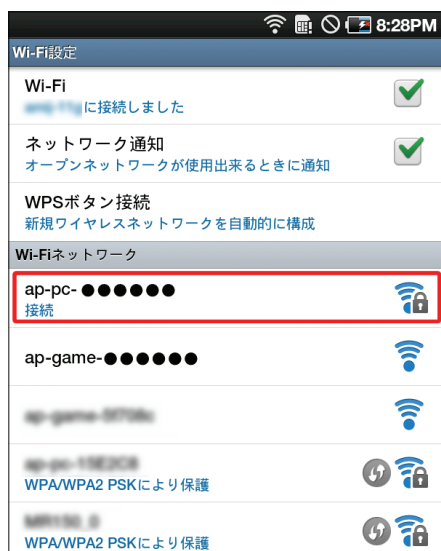 8:28PM
Wi-Fi設定
Wi-Fi
に接続しました
ネットワーク通知
オープンネットワークが使用出来るときに通知
WPSボタン接続
新規ワイヤレスネットワークを自動的に構成
Wi-Fiネットワーク
ap-pc-●●●●●●
接続
ap-game-●●●●●●
WPA/WPA2 PSKにより保護
WPA/WPA2 PSKにより保護